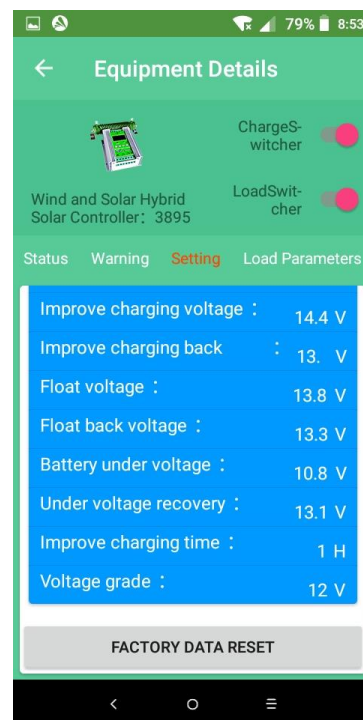 79% 8:53
Equipment Details
ChargeS-
witcher
Wind and Solar Hybrid
Solar Controller: 3895
LoadSwit-
cher
Status Warning Setting Load Parameters
Improve charging voltage : 14.4 V
Improve charging back : 13. V
Float voltage : 13.8 V
Float back voltage : 13.3 V
Battery under voltage : 10.8 V
Under voltage recovery : 13.1 V
Improve charging time : 1 H
Voltage grade : 12 V
FACTORY DATA RESET